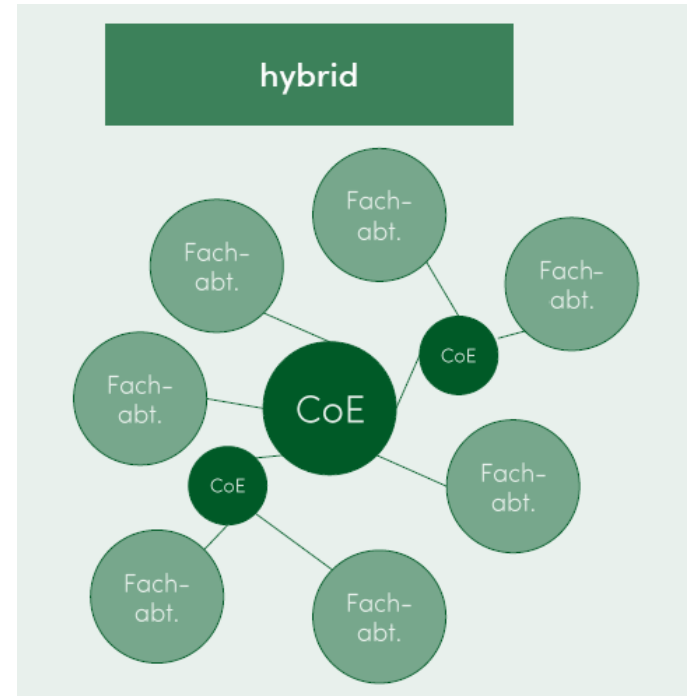 hybrid
Fach-
abt.
Fach-
abt.
Fach-
abt.
CoE
Fach-
abt.
CoE
Fach-
abt.
CoE
Fach-
abt.
Fach-
abt.